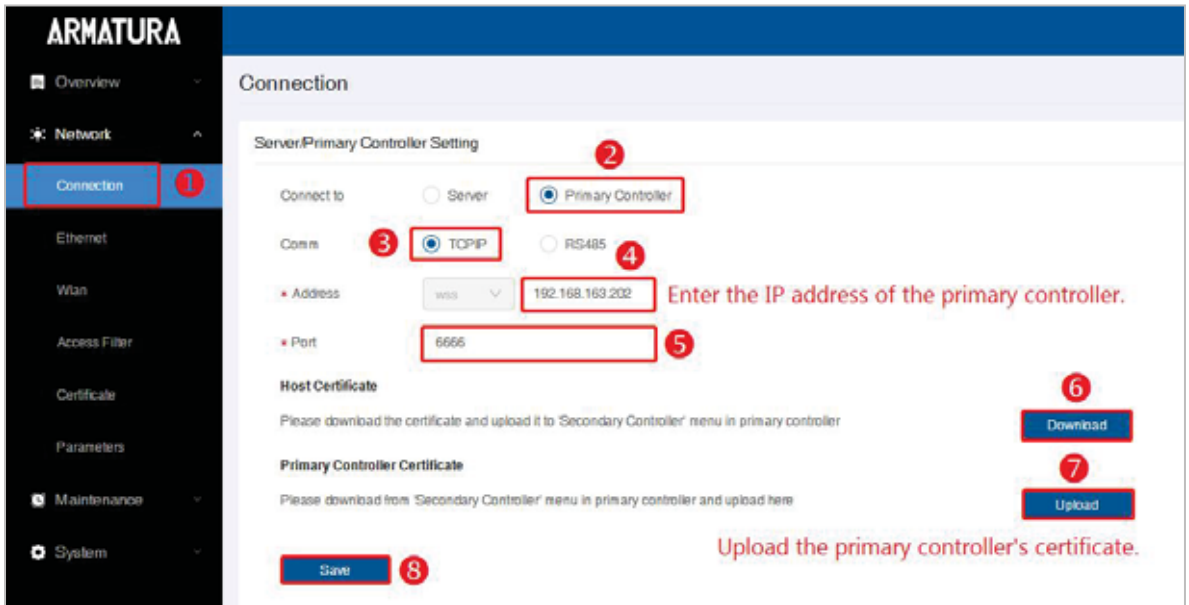 ARMATURA
Overview
Connection
Network
Server/Primary Controller Setting
2
Connection
1
Connect to
Server
Primary Controller
Ethernet
Comm
3
TCPIP
RS485
4
Wlan
* Address
wss
192.168.163.202
Enter the IP address of the primary controller.
Access Filter
* Port
6666
5
Certificate
Host Certificate
6
Please download the certificate and upload it to 'Secondary Controller' menu in primary controller
Download
Parameters
Primary Controller Certificate
7
Maintenance
Please download from 'Secondary Controller' menu in primary controller and upload here
Upload
System
Upload the primary controller's certificate.
Save
8